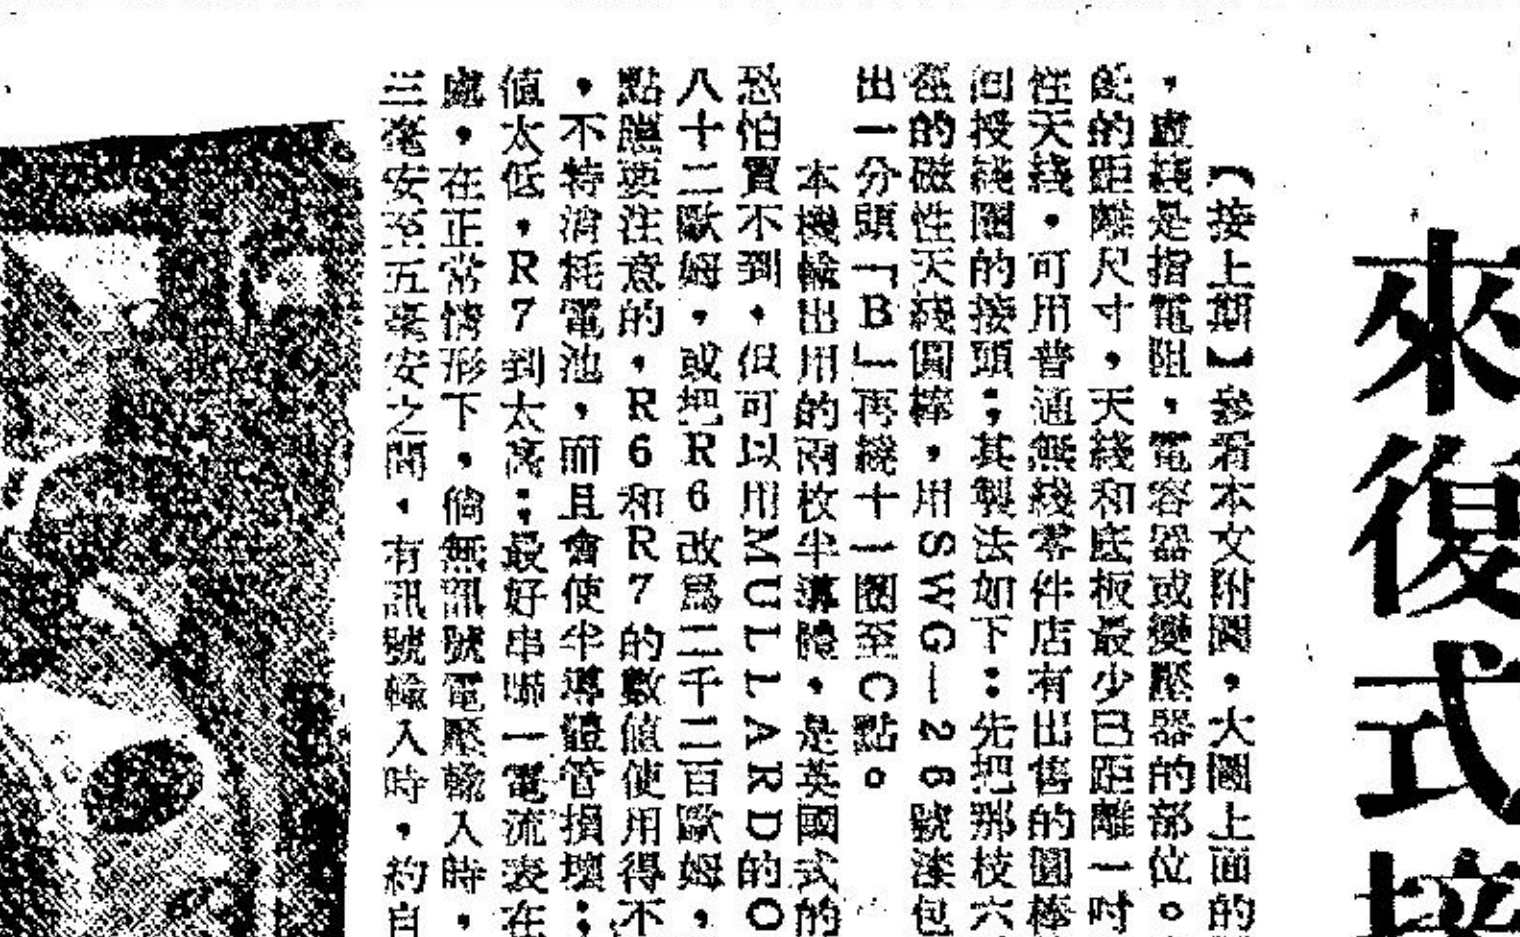 來復式接
【接上期】參看本文附圖，大圖上面的
，虛綫是指電阻，電容器或變壓器的部位。
的距離尺寸，天綫和底板最少已距離一吋
性天綫，可用普通無綫零件店有出售的圓棒
但授綫圈的接頭；其製法如下：先把那枝六
徑的磁性天綫圓棒，用SWG—26號漆包
出一分頭「B」再繞十一圈至C點。
本機輸出用的兩枚半導體，是英國式的
恐怕買不到，但可以用MULLARD的O
八十二歐姆，或把R6改爲二千二百歐姆，
點應要注意的，R6和R7的數值使用得不
，不特消耗電池，而且會使半導體管損壞：
值太低，R7到太高；最好串聯一電流表在
處，在正常情形下，倘無訊號電壓輸入時，
三毫安至五毫安之間，有訊號輸入時，約自